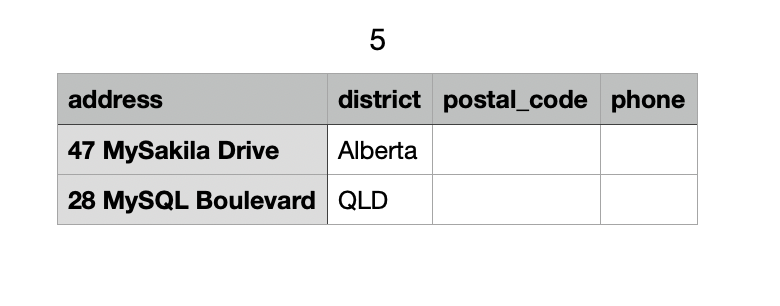 5
address district postal_code phone
47 MySakila Drive Alberta
28 MySQL Boulevard QLD